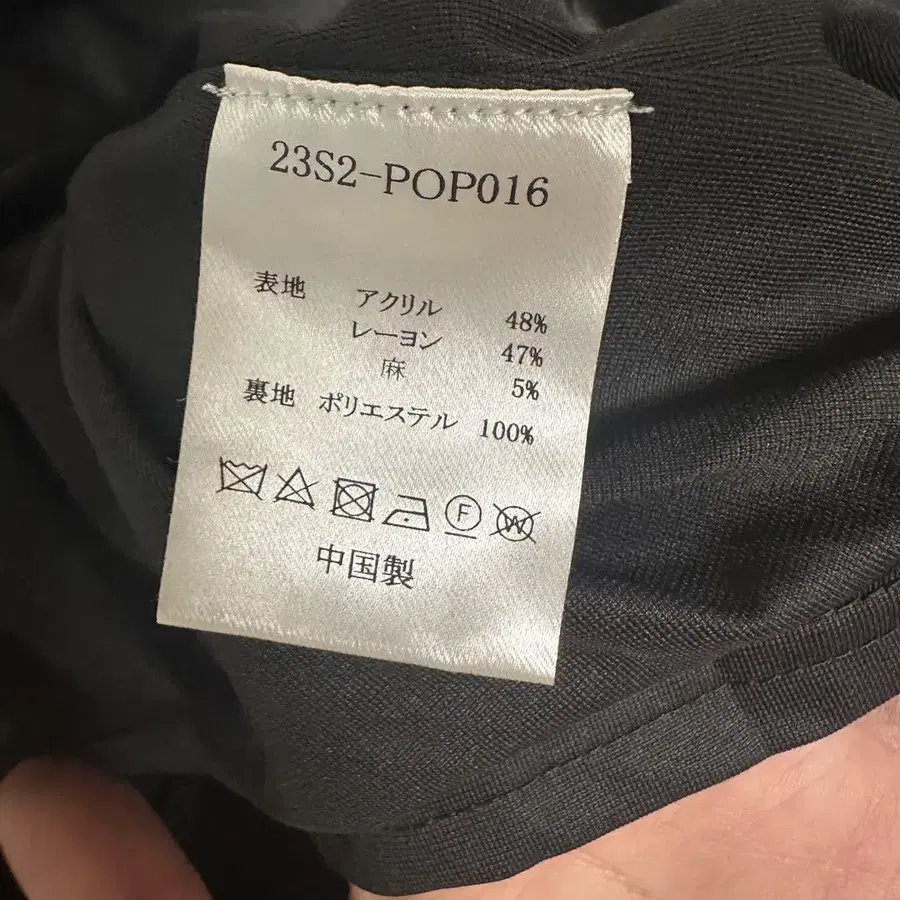 23S2-POP016
表地 アクリル 48%
レーヨン 47%
麻 5%
裏地 ポリエステル 100%
F W
中国製